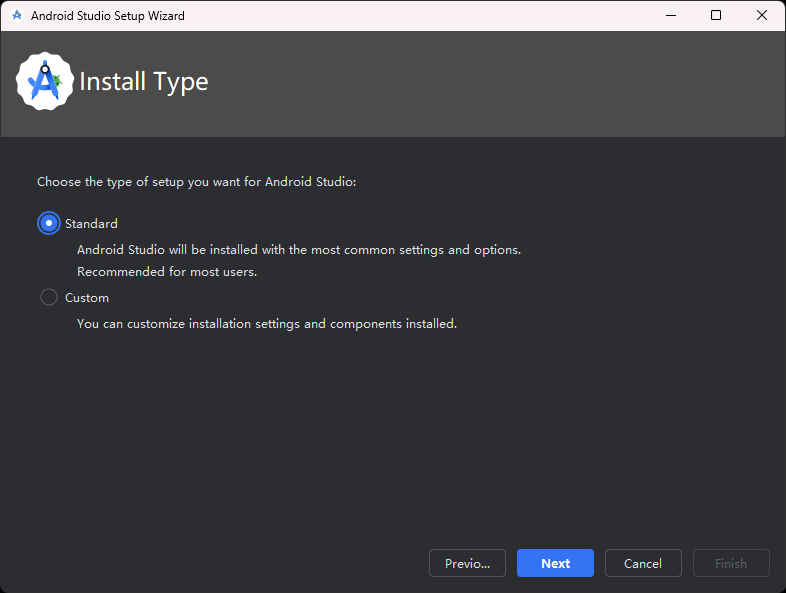 Android Studio Setup Wizard
Install Type
Choose the type of setup you want for Android Studio:
Standard
Android Studio will be installed with the most common settings and options.
Recommended for most users.
Custom
You can customize installation settings and components installed.
Previo... Next Cancel Finish